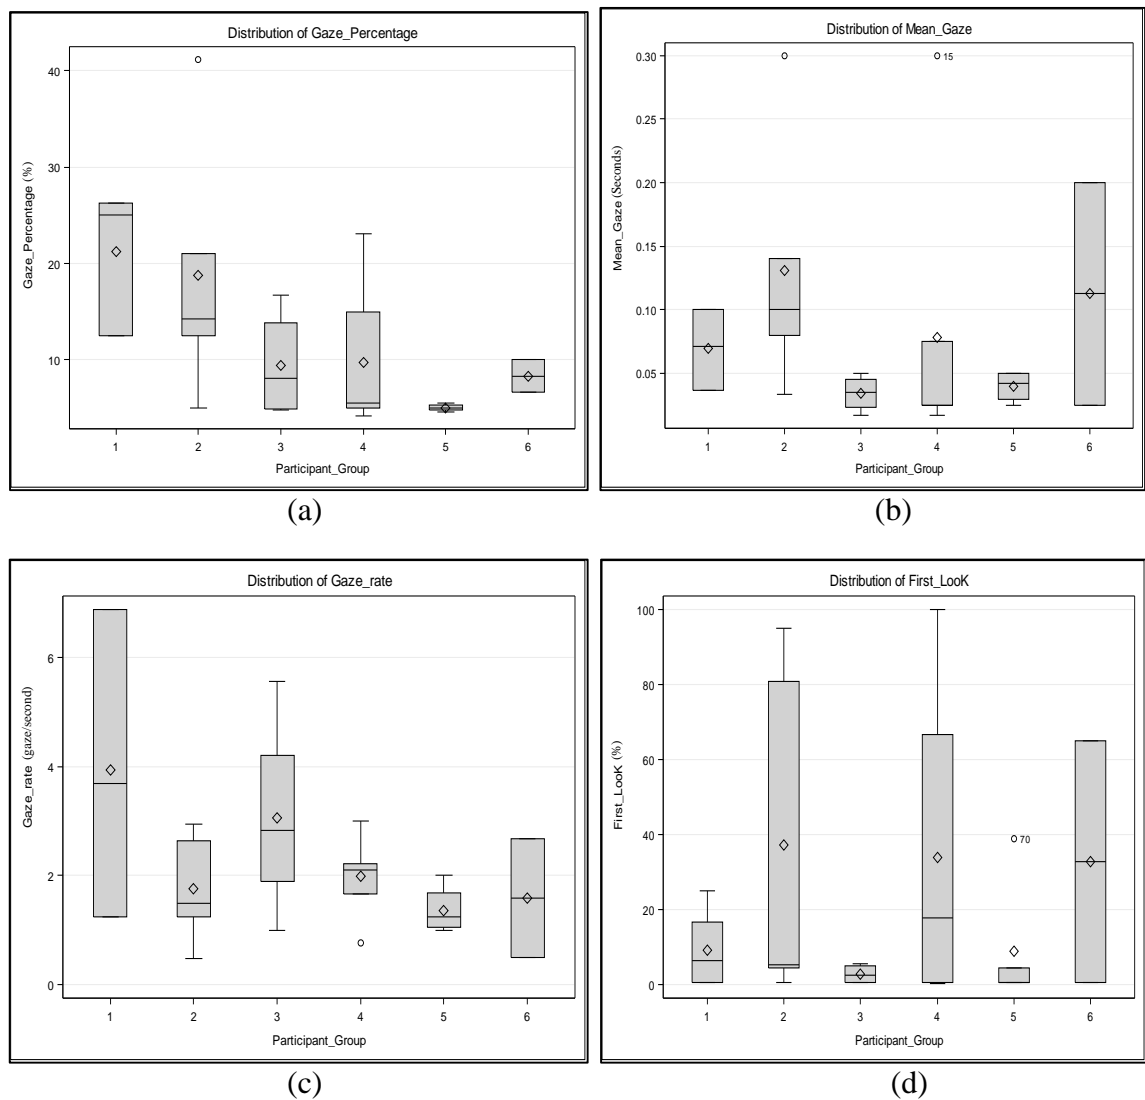 Distribution of Gaze_Percentage
40
30
20
10
Gaze_Percentage (%)
1 2 3 4 5 6
Participant_Group
(a)
Distribution of Mean_Gaze
0.30
0.25
0.20
0.15
0.10
0.05
Mean_Gaze (Seconds)
15
1 2 3 4 5 6
Participant_Group
(b)
Distribution of Gaze_rate
6
4
2
0
Gaze_rate (gaze/second)
1 2 3 4 5 6
Participant_Group
(c)
Distribution of First_LooK
100
80
60
40
20
0
First_LooK (%)
70
1 2 3 4 5 6
Participant_Group
(d)